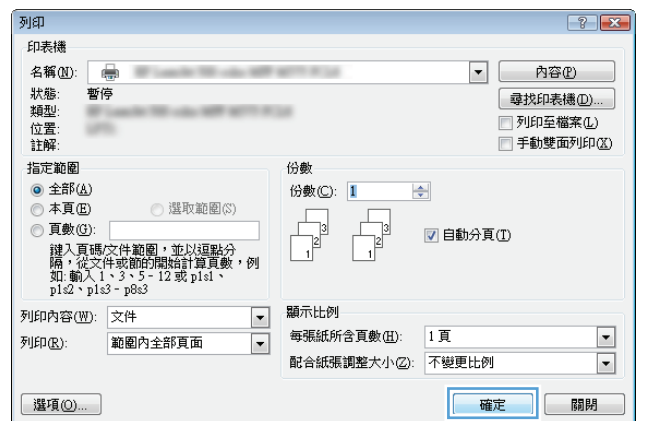 列印
印表機
名稱(N):
內容(P)
狀態: 暫停
尋找印表機(D)...
類型:
位置:
列印至檔案(L)
註解:
手動雙面列印(X)
指定範圍
全部(A)
本頁(E) 選取範圍(S)
頁數(G):
鍵入頁碼/文件範圍，並以逗點分
隔，從文件或節的開始計算頁數，例
如: 輸入 1、3、5 - 12 或 p1s1、
p1s2、p1s3 - p8s3
份數
份數(C): 1
1 2 3 1 2 3
自動分頁(T)
列印內容(W): 文件
列印(R): 範圍內全部頁面
顯示比例
每張紙所含頁數(H): 1 頁
配合紙張調整大小(Z): 不變更比例
選項(O)... 確定 關閉